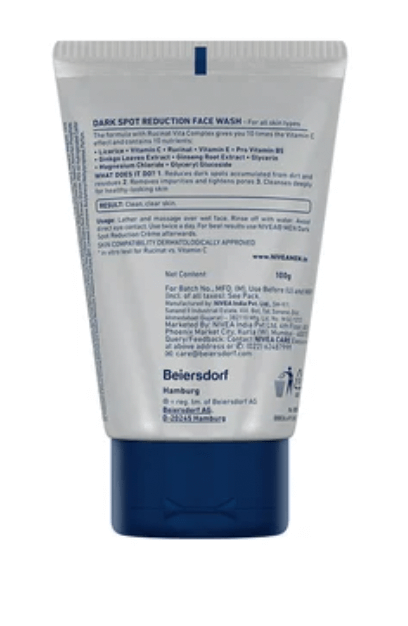 DARK SPOT REDUCTION FACE WASH - For all skin types
The formula with Rucinol Vita Complex gives you 10 times the Vitamin C
effect and contains 10 nutrients:
• Licorice • Vitamin C • Rucinol • Vitamin E • Pro Vitamin B5
• Ginkgo Leaves Extract • Ginseng Root Extract • Glycerin
• Magnesium Chloride • Glyceryl Glucoside
WHAT DOES IT DO? 1. Reduces dark spots accumulated from dirt and
residues 2. Removes impurities and tightens pores 3. Cleanses deeply
for healthy-looking skin
RESULT: Clean, clear skin.
Usage: Lather and massage over wet face. Rinse off with water. Avoid
direct eye contact. Use twice a day. For best results use NIVEA® MEN Dark
Spot Reduction Crème afterwards.
SKIN COMPATIBILITY DERMATOLOGICALLY APPROVED
* in vitro test for Rucinol vs. Vitamin C
www.NIVEAMEN.in
Net Content 100g
For Batch No., MFD. (M), Use Before (U) and
(Incl. of all taxes): See Pack
Manufactured by: NIVEA India Pvt. Ltd.,
Marketed By: NIVEA India Pvt Ltd. 4th Floor,
Phoenix Market City, Kurla (W), Mumbai.
Query/Feedback: Contact NIVEA CARE
at above address or
care@beiersdorf.com
Beiersdorf
Hamburg
® = reg. tm. of Beiersdorf AG
Beiersdorf AG,
D-20245 Hamburg